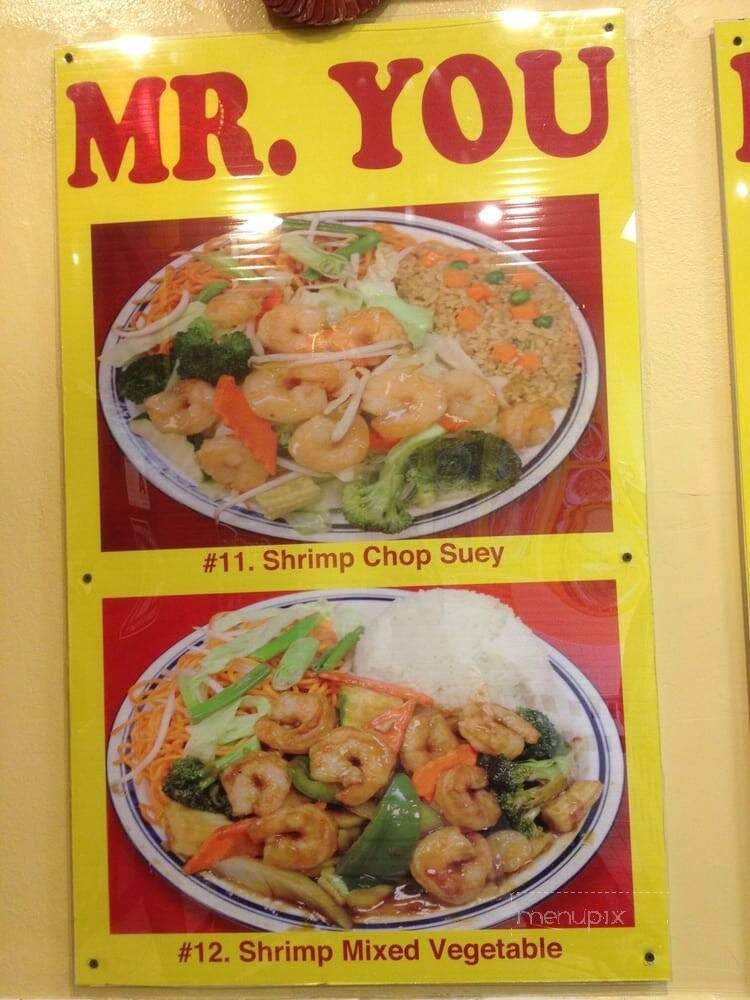 MR. YOU
#11. Shrimp Chop Suey
#12. Shrimp Mixed Vegetable
menupix